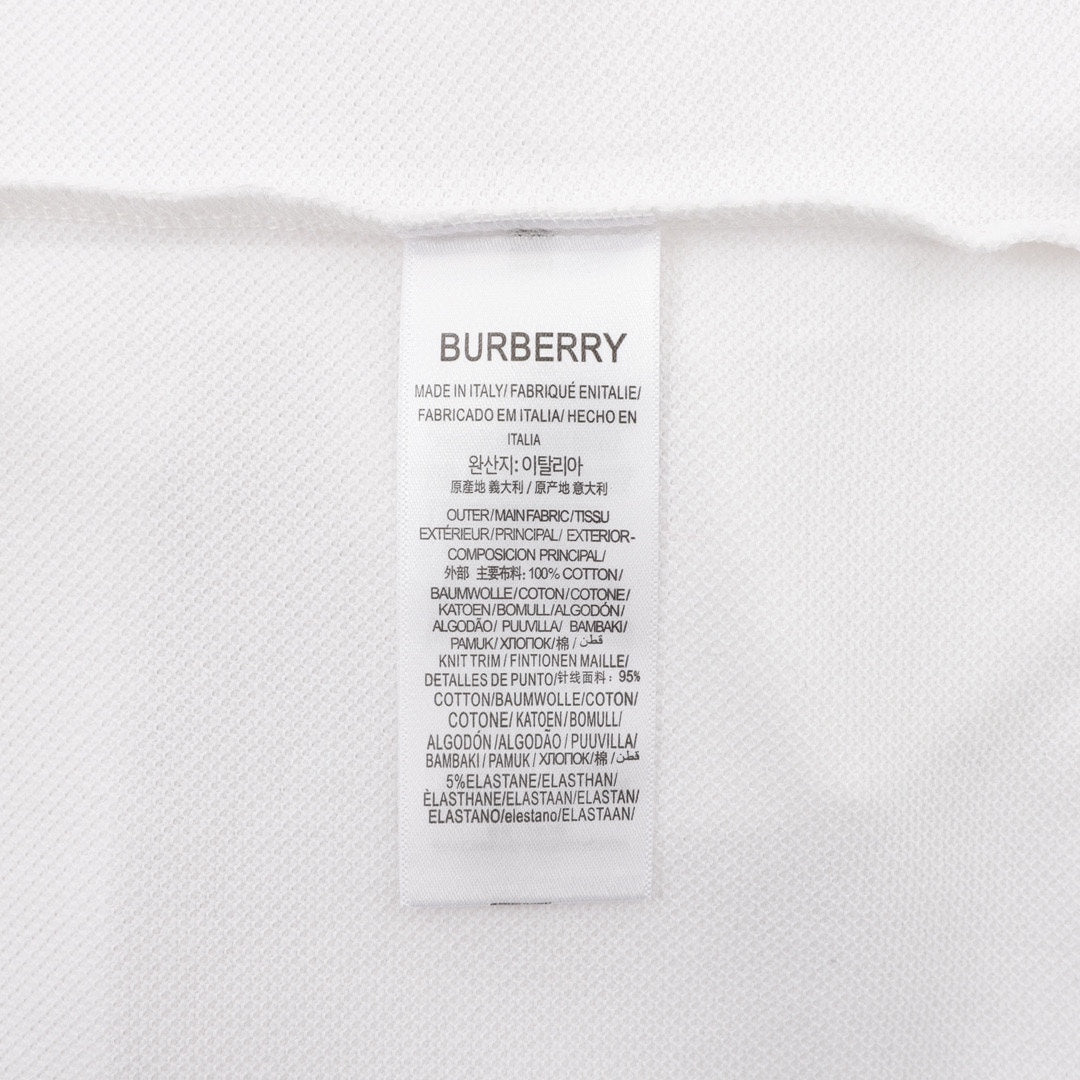 BURBERRY
MADE IN ITALY/ FABRIQUÉ ENITALIE/
FABRICADO EM ITALIA/ HECHO EN
ITALIA
완산지: 이탈리아
原產地 義大利 / 原产地 意大利
OUTER/MAIN FABRIC/TISSU
EXTÉRIEUR/PRINCIPAL/ EXTERIOR-
COMPOSICION PRINCIPAL/
外部 主要布料: 100% COTTON/
BAUMWOLLE/COTON/COTONE/
KATOEN/BOMULL/ALGODÓN/
ALGODÃO/ PUUVILLA/ BAMBAKI/
PAMUK/ХЛОПОК/棉 / قطن
KNIT TRIM / FINTIONEN MAILLE/
DETALLES DE PUNTO/针线面料: 95%
COTTON/BAUMWOLLE/COTON/
COTONE/ KATOEN/BOMULL/
ALGODÓN/ALGODÃO/ PUUVILLA/
BAMBAKI/ PAMUK / ХЛОПОК/棉 / قطن
5%ELASTANE/ELASTHAN/
ÈLASTHANE/ELASTAAN/ELASTAN/
ELASTANO/elestano/ELASTAAN/